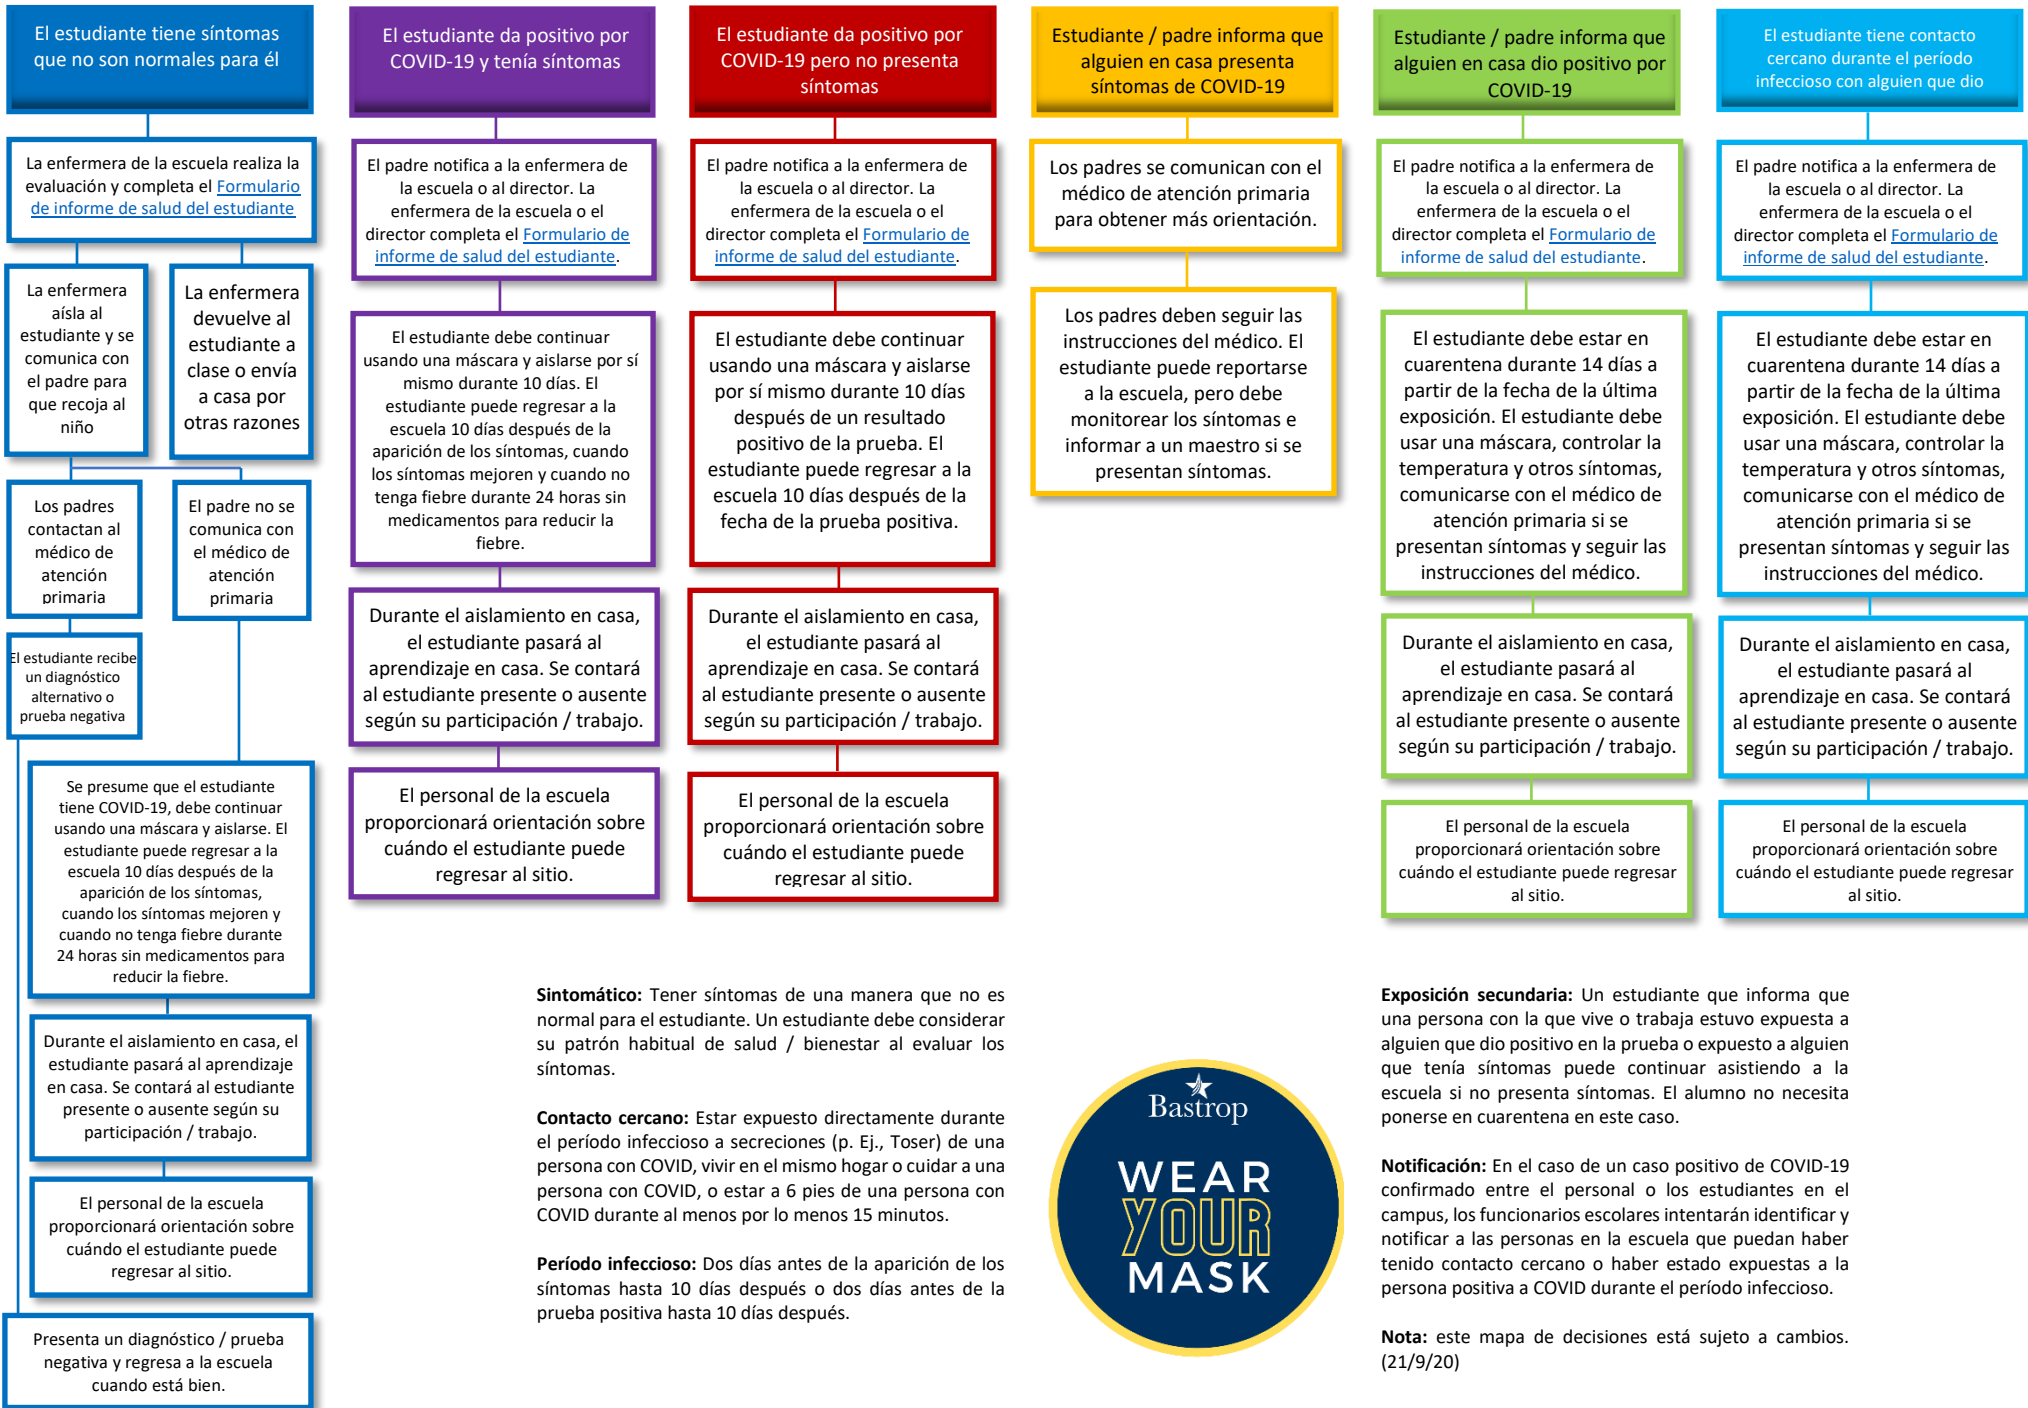 El estudiante tiene síntomas
que no son normales para él
La enfermera de la escuela realiza la
evaluación y completa el Formulario
de informe de salud del estudiante
La enfermera
aísla al
estudiante y se
comunica con
el padre para
que recoja al
niño
La enfermera
devuelve al
estudiante a
clase o envía
a casa por
otras razones
Los padres
contactan al
médico de
atención
primaria
El padre no se
comunica con
el médico de
atención
primaria
El estudiante recibe
un diagnóstico
alternativo o
prueba negativa
Se presume que el estudiante
tiene COVID-19, debe continuar
usando una máscara y aislarse. El
estudiante puede regresar a la
escuela 10 días después de la
aparición de los síntomas,
cuando los síntomas mejoren y
cuando no tenga fiebre durante
24 horas sin medicamentos para
reducir la fiebre.
Durante el aislamiento en casa, el
estudiante pasará al aprendizaje
en casa. Se contará al estudiante
presente o ausente según su
participación / trabajo.
El personal de la escuela
proporcionará orientación sobre
cuándo el estudiante puede
regresar al sitio.
Presenta un diagnóstico / prueba
negativa y regresa a la escuela
cuando está bien.
El estudiante da positivo por
COVID-19 y tenía síntomas
El padre notifica a la enfermera de
la escuela o al director. La
enfermera de la escuela o el
director completa el Formulario de
informe de salud del estudiante.
El estudiante debe continuar
usando una máscara y aislarse por sí
mismo durante 10 días. El
estudiante puede regresar a la
escuela 10 días después de la
aparición de los síntomas, cuando
los síntomas mejoren y cuando no
tenga fiebre durante 24 horas sin
medicamentos para reducir la
fiebre.
Durante el aislamiento en casa,
el estudiante pasará al
aprendizaje en casa. Se contará
al estudiante presente o ausente
según su participación / trabajo.
El personal de la escuela
proporcionará orientación sobre
cuándo el estudiante puede
regresar al sitio.
El estudiante da positivo por
COVID-19 pero no presenta
síntomas
El padre notifica a la enfermera de
la escuela o al director. La
enfermera de la escuela o el
director completa el Formulario de
informe de salud del estudiante.
El estudiante debe continuar
usando una máscara y aislarse
por sí mismo durante 10 días
después de un resultado
positivo de la prueba. El
estudiante puede regresar a la
escuela 10 días después de la
fecha de la prueba positiva.
Durante el aislamiento en casa,
el estudiante pasará al
aprendizaje en casa. Se contará
al estudiante presente o ausente
según su participación / trabajo.
El personal de la escuela
proporcionará orientación sobre
cuándo el estudiante puede
regresar al sitio.
Estudiante / padre informa que
alguien en casa presenta
síntomas de COVID-19
Los padres se comunican con el
médico de atención primaria
para obtener más orientación.
Los padres deben seguir las
instrucciones del médico. El
estudiante puede reportarse
a la escuela, pero debe
monitorear los síntomas e
informar a un maestro si se
presentan síntomas.
Estudiante / padre informa que
alguien en casa dio positivo por
COVID-19
El padre notifica a la enfermera de
la escuela o al director. La
enfermera de la escuela o el
director completa el Formulario de
informe de salud del estudiante.
El estudiante debe estar en
cuarentena durante 14 días a
partir de la fecha de la última
exposición. El estudiante debe
usar una máscara, controlar la
temperatura y otros síntomas,
comunicarse con el médico de
atención primaria si se
presentan síntomas y seguir las
instrucciones del médico.
Durante el aislamiento en casa,
el estudiante pasará al
aprendizaje en casa. Se contará
al estudiante presente o ausente
según su participación / trabajo.
El personal de la escuela
proporcionará orientación sobre
cuándo el estudiante puede regresar
al sitio.
El estudiante tiene contacto
cercano durante el período
infeccioso con alguien que dio
El padre notifica a la enfermera de
la escuela o al director. La
enfermera de la escuela o el
director completa el Formulario de
informe de salud del estudiante.
El estudiante debe estar en
cuarentena durante 14 días a
partir de la fecha de la última
exposición. El estudiante debe
usar una máscara, controlar la
temperatura y otros síntomas,
comunicarse con el médico de
atención primaria si se
presentan síntomas y seguir las
instrucciones del médico.
Durante el aislamiento en casa,
el estudiante pasará al
aprendizaje en casa. Se contará
al estudiante presente o ausente
según su participación / trabajo.
El personal de la escuela
proporcionará orientación sobre
cuándo el estudiante puede regresar
al sitio.
Sintomático: Tener síntomas de una manera que no es
normal para el estudiante. Un estudiante debe considerar
su patrón habitual de salud / bienestar al evaluar los
síntomas.
Contacto cercano: Estar expuesto directamente durante
el período infeccioso a secreciones (p. Ej., Toser) de una
persona con COVID, vivir en el mismo hogar o cuidar a una
persona con COVID, o estar a 6 pies de una persona con
COVID durante al menos por lo menos 15 minutos.
Período infeccioso: Dos días antes de la aparición de los
síntomas hasta 10 días después o dos días antes de la
prueba positiva hasta 10 días después.
Bastrop
WEAR
YOUR
MASK
Exposición secundaria: Un estudiante que informa que
una persona con la que vive o trabaja estuvo expuesta a
alguien que dio positivo en la prueba o expuesto a alguien
que tenía síntomas puede continuar asistiendo a la
escuela si no presenta síntomas. El alumno no necesita
ponerse en cuarentena en este caso.
Notificación: En el caso de un caso positivo de COVID-19
confirmado entre el personal o los estudiantes en el
campus, los funcionarios escolares intentarán identificar y
notificar a las personas en la escuela que puedan haber
tenido contacto cercano o haber estado expuestas a la
persona positiva a COVID durante el período infeccioso.
Nota: este mapa de decisiones está sujeto a cambios.
(21/9/20)